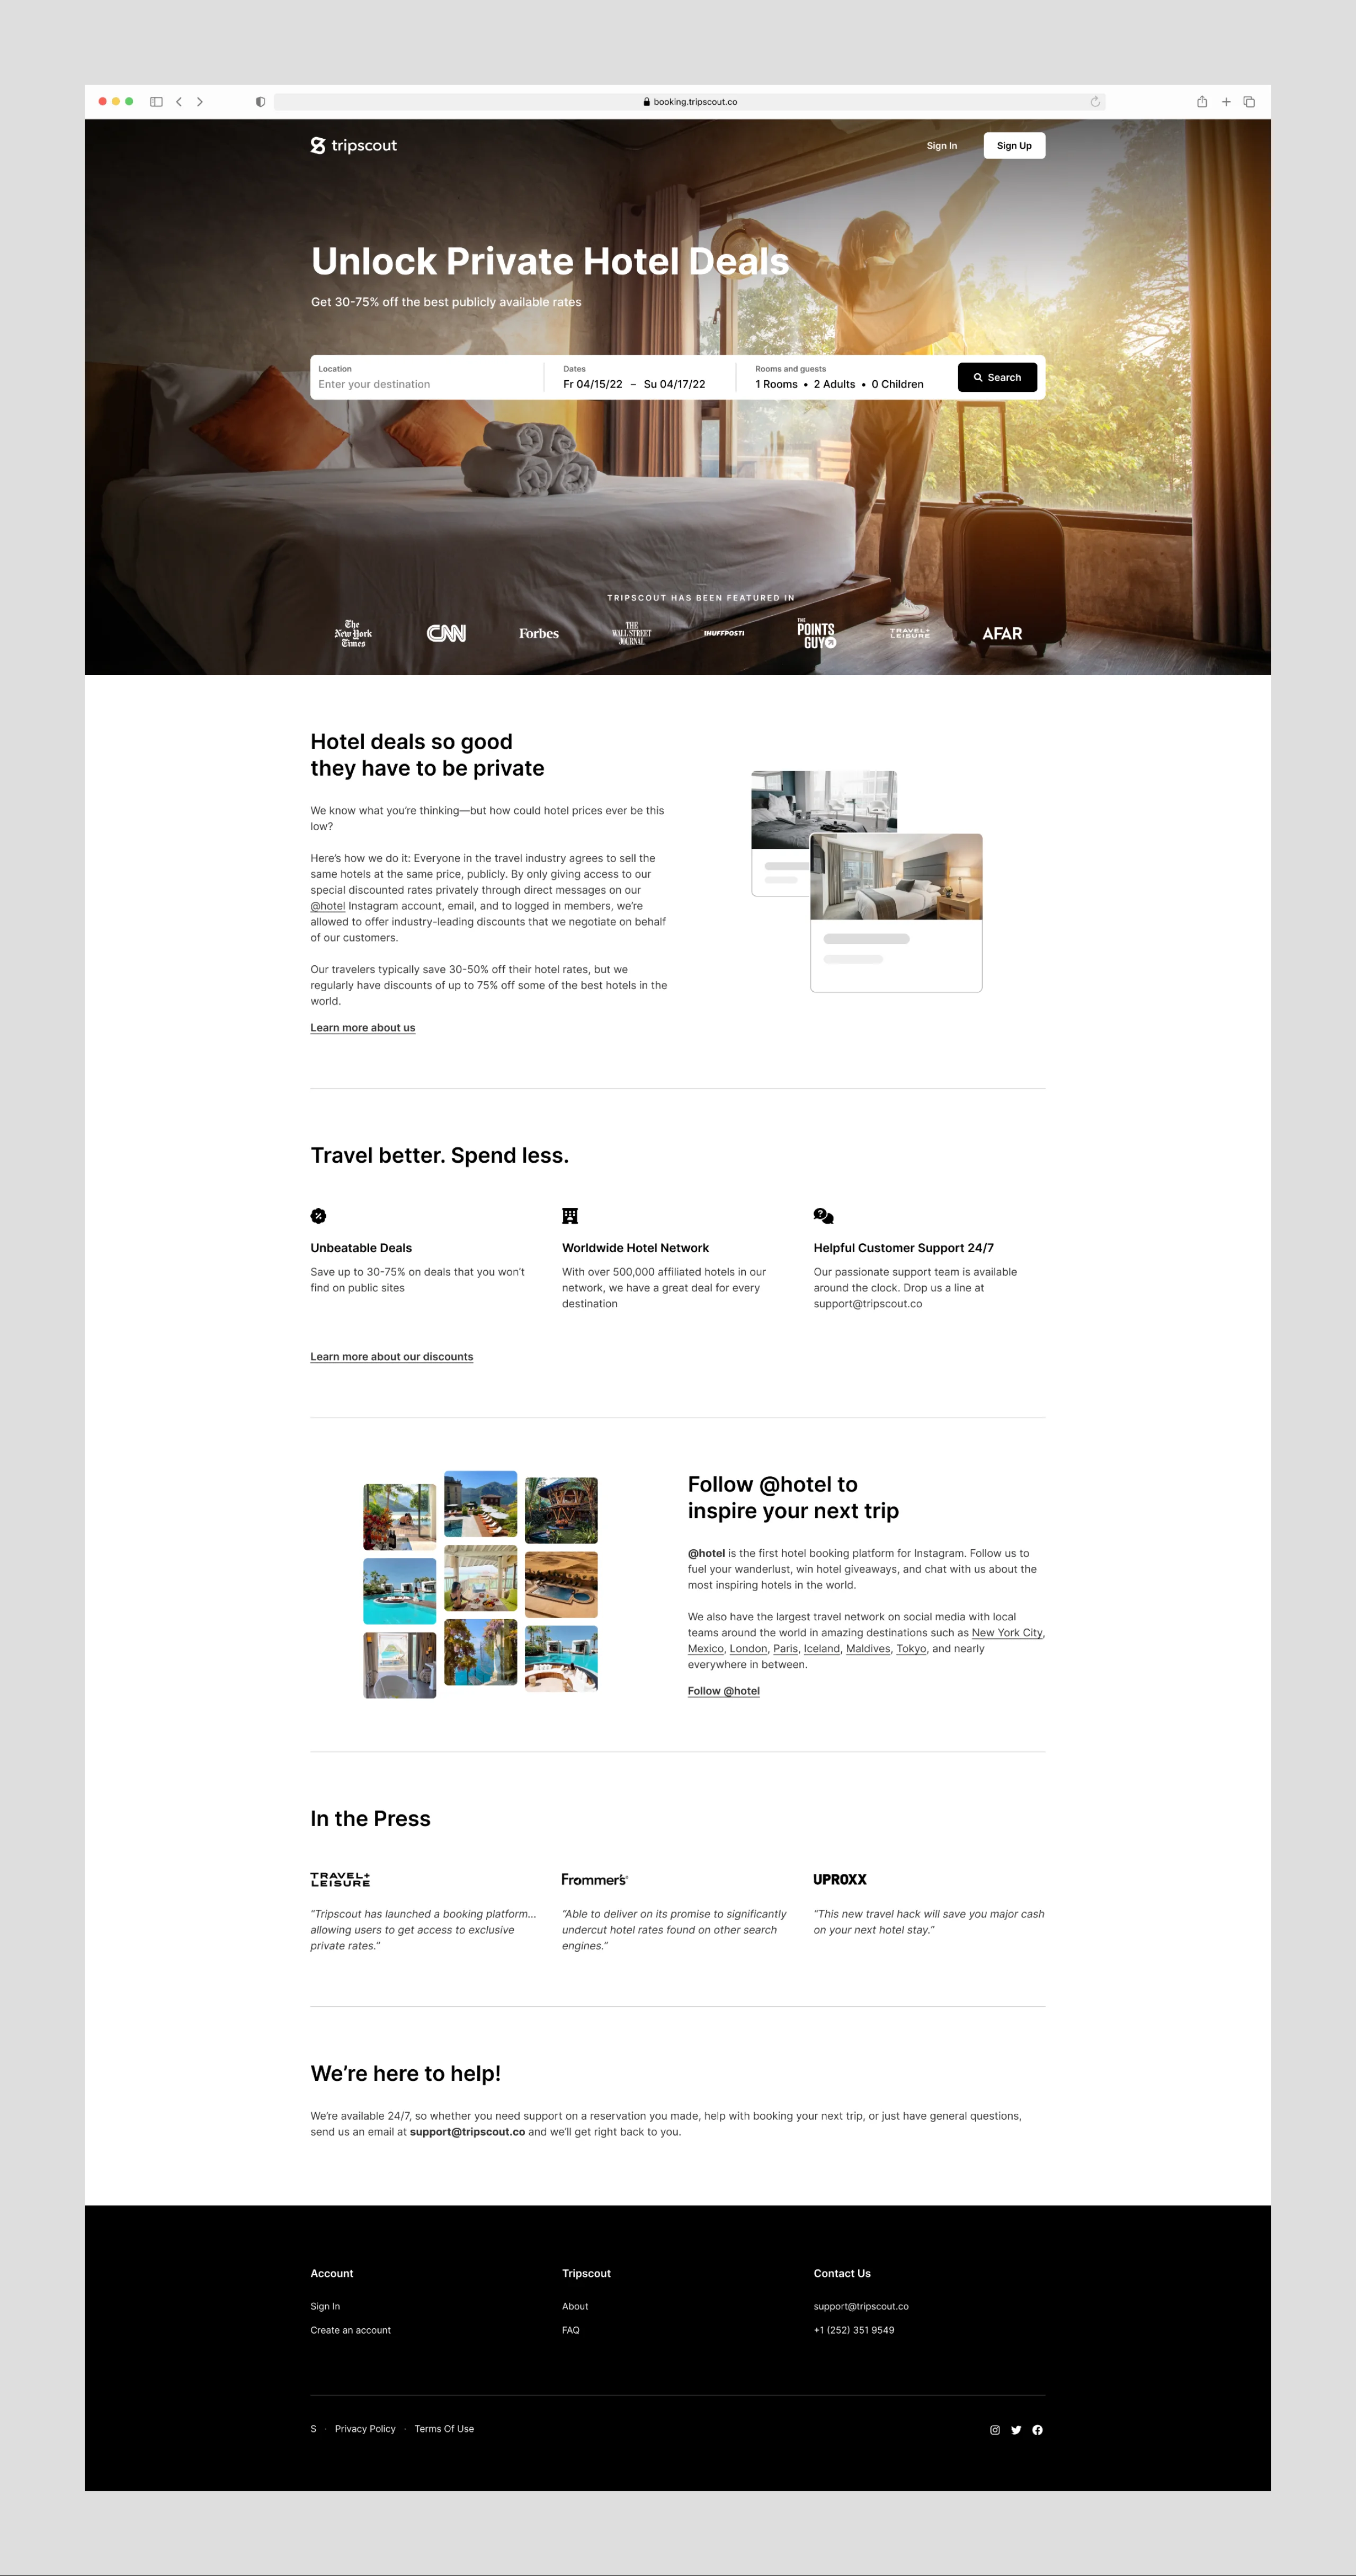 booking.tripscout.co
tripscout
Sign In
Sign Up
Unlock Private Hotel Deals
Get 30-75% off the best publicly available rates
Location
Enter your destination
Dates
Fr 04/15/22 – Su 04/17/22
Rooms and guests
1 Rooms • 2 Adults • 0 Children
Search
TRIPSCOUT HAS BEEN FEATURED IN
The
New York
Times
CNN
Forbes
THE
WALL STREET
JOURNAL.
IHUFFPOSTI
THE
POINTS
GUY
TRAVEL+
LEISURE
AFAR
Hotel deals so good
they have to be private
We know what you’re thinking—but how could hotel prices ever be this
low?
Here’s how we do it: Everyone in the travel industry agrees to sell the
same hotels at the same price, publicly. By only giving access to our
special discounted rates privately through direct messages on our
@hotel Instagram account, email, and to logged in members, we’re
allowed to offer industry-leading discounts that we negotiate on behalf
of our customers.
Our travelers typically save 30-50% off their hotel rates, but we
regularly have discounts of up to 75% off some of the best hotels in the
world.
Learn more about us
Travel better. Spend less.
Unbeatable Deals
Save up to 30-75% on deals that you won’t
find on public sites
Worldwide Hotel Network
With over 500,000 affiliated hotels in our
network, we have a great deal for every
destination
Helpful Customer Support 24/7
Our passionate support team is available
around the clock. Drop us a line at
support@tripscout.co
Learn more about our discounts
Follow @hotel to
inspire your next trip
@hotel is the first hotel booking platform for Instagram. Follow us to
fuel your wanderlust, win hotel giveaways, and chat with us about the
most inspiring hotels in the world.
We also have the largest travel network on social media with local
teams around the world in amazing destinations such as New York City,
Mexico, London, Paris, Iceland, Maldives, Tokyo, and nearly
everywhere in between.
Follow @hotel
In the Press
TRAVEL+
LEISURE
“Tripscout has launched a booking platform...
allowing users to get access to exclusive
private rates.”
Frommer's
“Able to deliver on its promise to significantly
undercut hotel rates found on other search
engines.”
UPROXX
“This new travel hack will save you major cash
on your next hotel stay.”
We’re here to help!
We’re available 24/7, so whether you need support on a reservation you made, help with booking your next trip, or just have general questions,
send us an email at support@tripscout.co and we’ll get right back to you.
Account
Sign In
Create an account
Tripscout
About
FAQ
Contact Us
support@tripscout.co
+1 (252) 351 9549
S · Privacy Policy · Terms Of Use